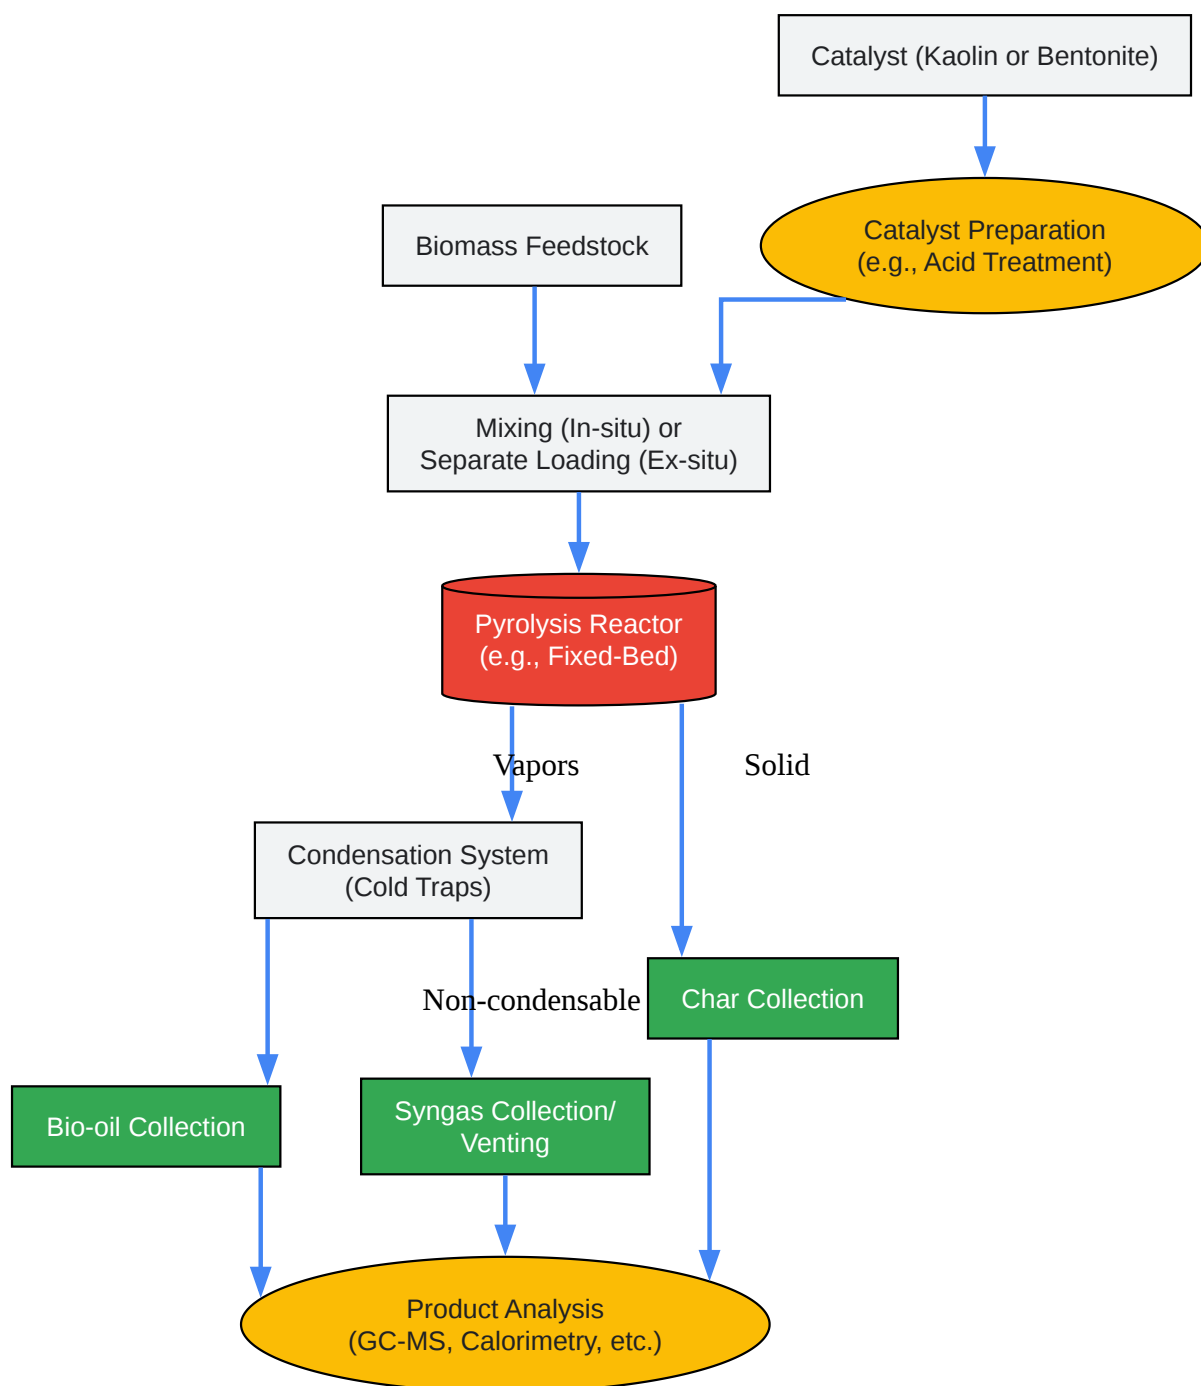 Catalyst (Kaolin or Bentonite)
Catalyst Preparation
(e.g., Acid Treatment)
Biomass Feedstock
Mixing (In-situ) or
Separate Loading (Ex-situ)
Pyrolysis Reactor
(e.g., Fixed-Bed)
Vapors
Solid
Condensation System
(Cold Traps)
Non-condensable
Char Collection
Bio-oil Collection
Syngas Collection/
Venting
Product Analysis
(GC-MS, Calorimetry, etc.)